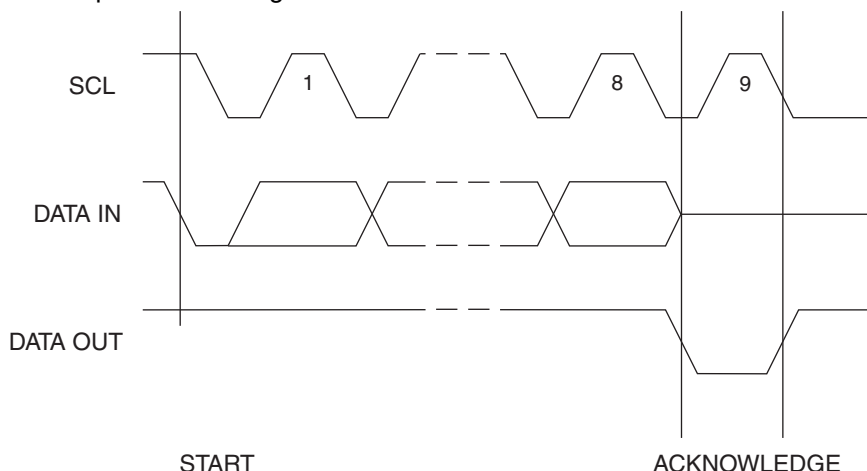 SCL
1
8
9
DATA IN
DATA OUT
START
ACKNOWLEDGE